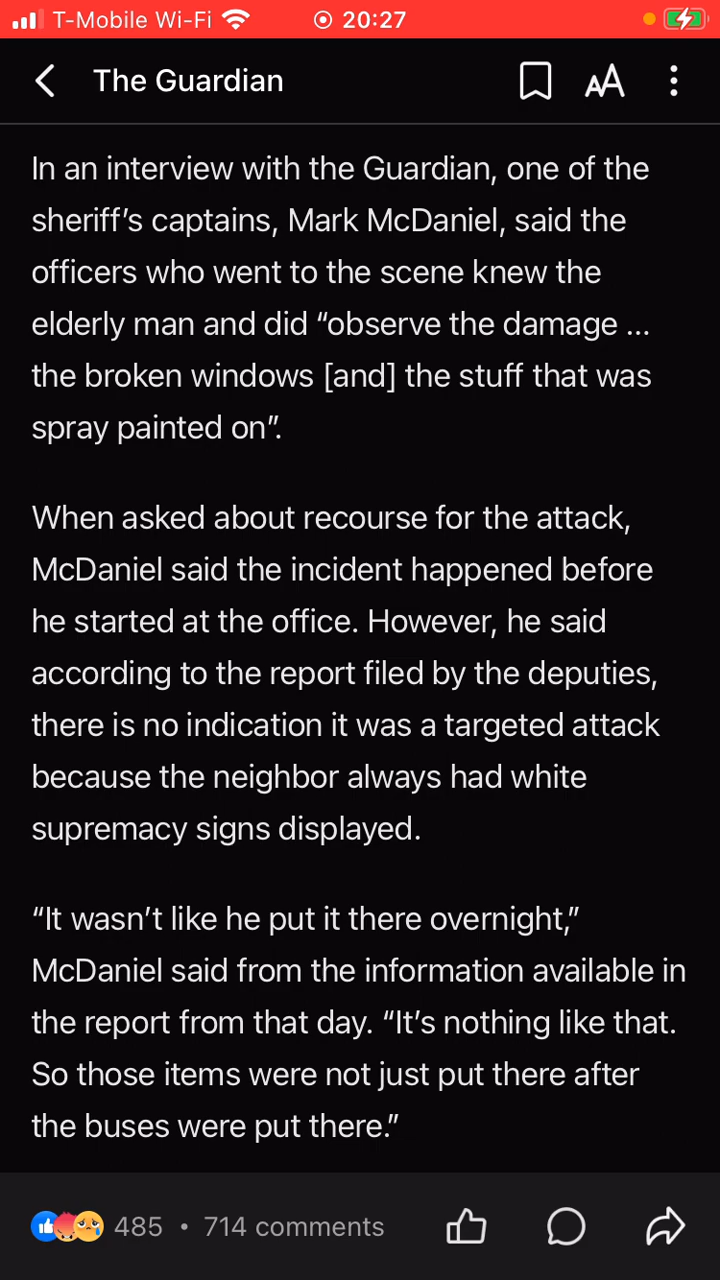 T-Mobile Wi-Fi 20:27
The Guardian AA
In an interview with the Guardian, one of the
sheriff’s captains, Mark McDaniel, said the
officers who went to the scene knew the
elderly man and did “observe the damage ...
the broken windows [and] the stuff that was
spray painted on”.
When asked about recourse for the attack,
McDaniel said the incident happened before
he started at the office. However, he said
according to the report filed by the deputies,
there is no indication it was a targeted attack
because the neighbor always had white
supremacy signs displayed.
“It wasn’t like he put it there overnight,”
McDaniel said from the information available in
the report from that day. “It’s nothing like that.
So those items were not just put there after
the buses were put there.”
485 • 714 comments